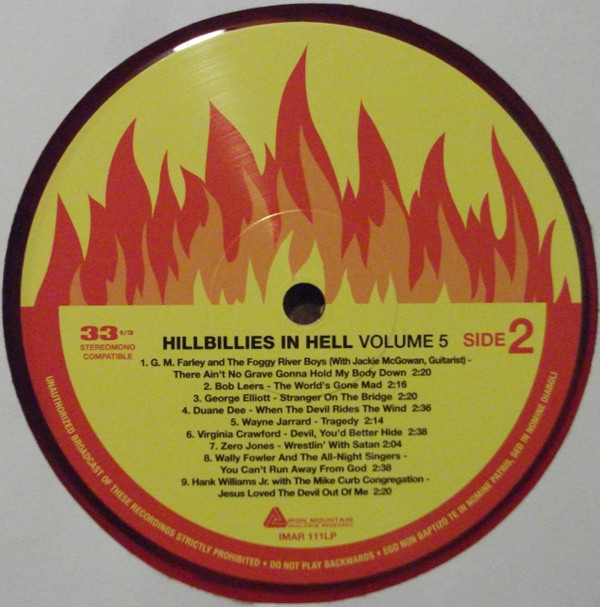 33 1/3
STEREOMONO
COMPATIBLE
HILLBILLIES IN HELL VOLUME 5 SIDE 2
1. G. M. Farley and The Foggy River Boys (With Jackie McGowan, Guitarist) -
There Ain't No Grave Gonna Hold My Body Down 2:20
2. Bob Leers - The World's Gone Mad 2:16
3. George Elliott - Stranger On The Bridge 2:20
4. Duane Dee - When The Devil Rides The Wind 2:36
5. Wayne Jarrard - Tragedy 2:14
6. Virginia Crawford - Devil, You'd Better Hide 2:38
7. Zero Jones - Wrestlin' With Satan 2:04
8. Wally Fowler And The All-Night Singers -
You Can't Run Away From God 2:38
9. Hank Williams Jr. with The Mike Curb Congregation -
Jesus Loved The Devil Out Of Me 2:20
IRON MOUNTAIN
ANALOGUE RESEARCH
IMAR 111LP
UNAUTHORIZED BROADCAST OF THESE RECORDINGS STRICTLY PROHIBITED • DO NOT PLAY BACKWARDS • EGO NON BAPTIZO TE IN NOMINE PATRIS, SED IN NOMINE DIABOLI